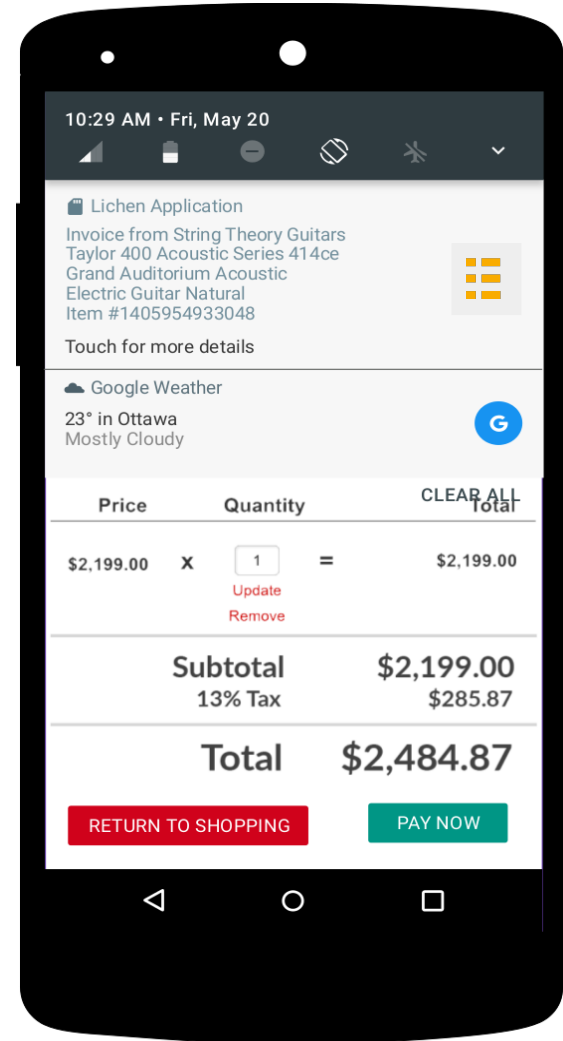 10:29 AM • Fri, May 20
Lichen Application
Invoice from String Theory Guitars
Taylor 400 Acoustic Series 414ce
Grand Auditorium Acoustic
Electric Guitar Natural
Item #1405954933048
Touch for more details
Google Weather
23° in Ottawa
G
Mostly Cloudy
CLEAR ALL
Price Quantity Total
$2,199.00 x 1 = $2,199.00
Update
Remove
Subtotal $2,199.00
13% Tax $285.87
Total $2,484.87
RETURN TO SHOPPING PAY NOW